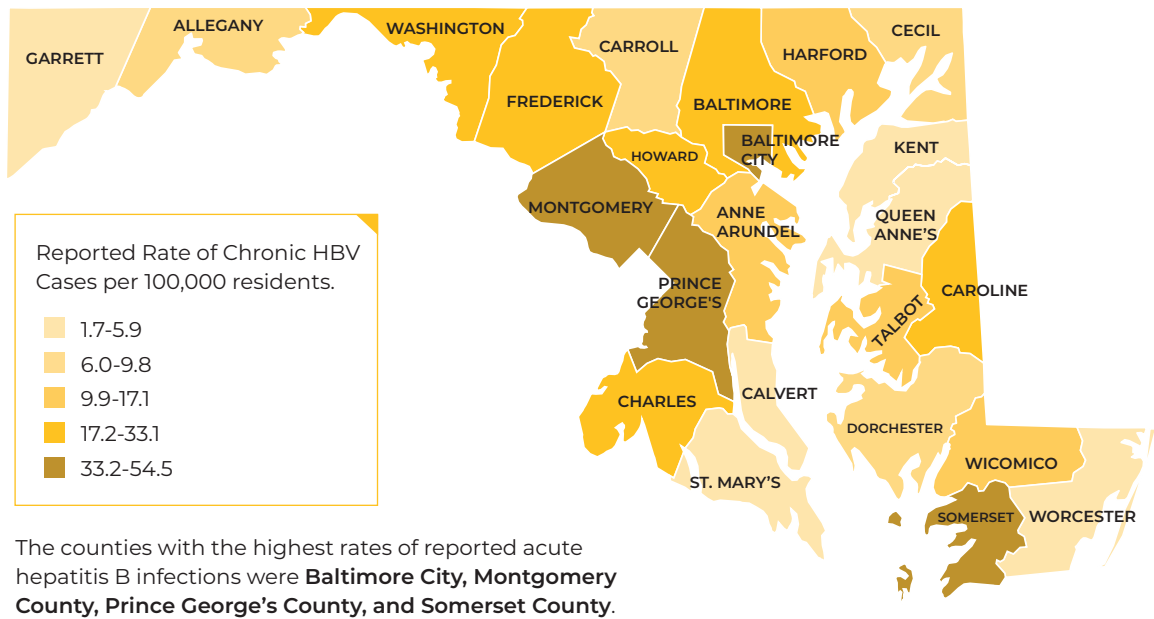 GARRETT
ALLEGANY
WASHINGTON
FREDERICK
CARROLL
BALTIMORE
HARFORD
CECIL
BALTIMORE
CITY
HOWARD
KENT
MONTGOMERY
ANNE
ARUNDEL
QUEEN
ANNE’S
PRINCE
GEORGE'S
CAROLINE
TALBOT
CHARLES
CALVERT
DORCHESTER
ST. MARY’S
WICOMICO
SOMERSET
WORCESTER
Reported Rate of Chronic HBV
Cases per 100,000 residents.
1.7-5.9
6.0-9.8
9.9-17.1
17.2-33.1
33.2-54.5
The counties with the highest rates of reported acute
hepatitis B infections were Baltimore City, Montgomery
County, Prince George’s County, and Somerset County.